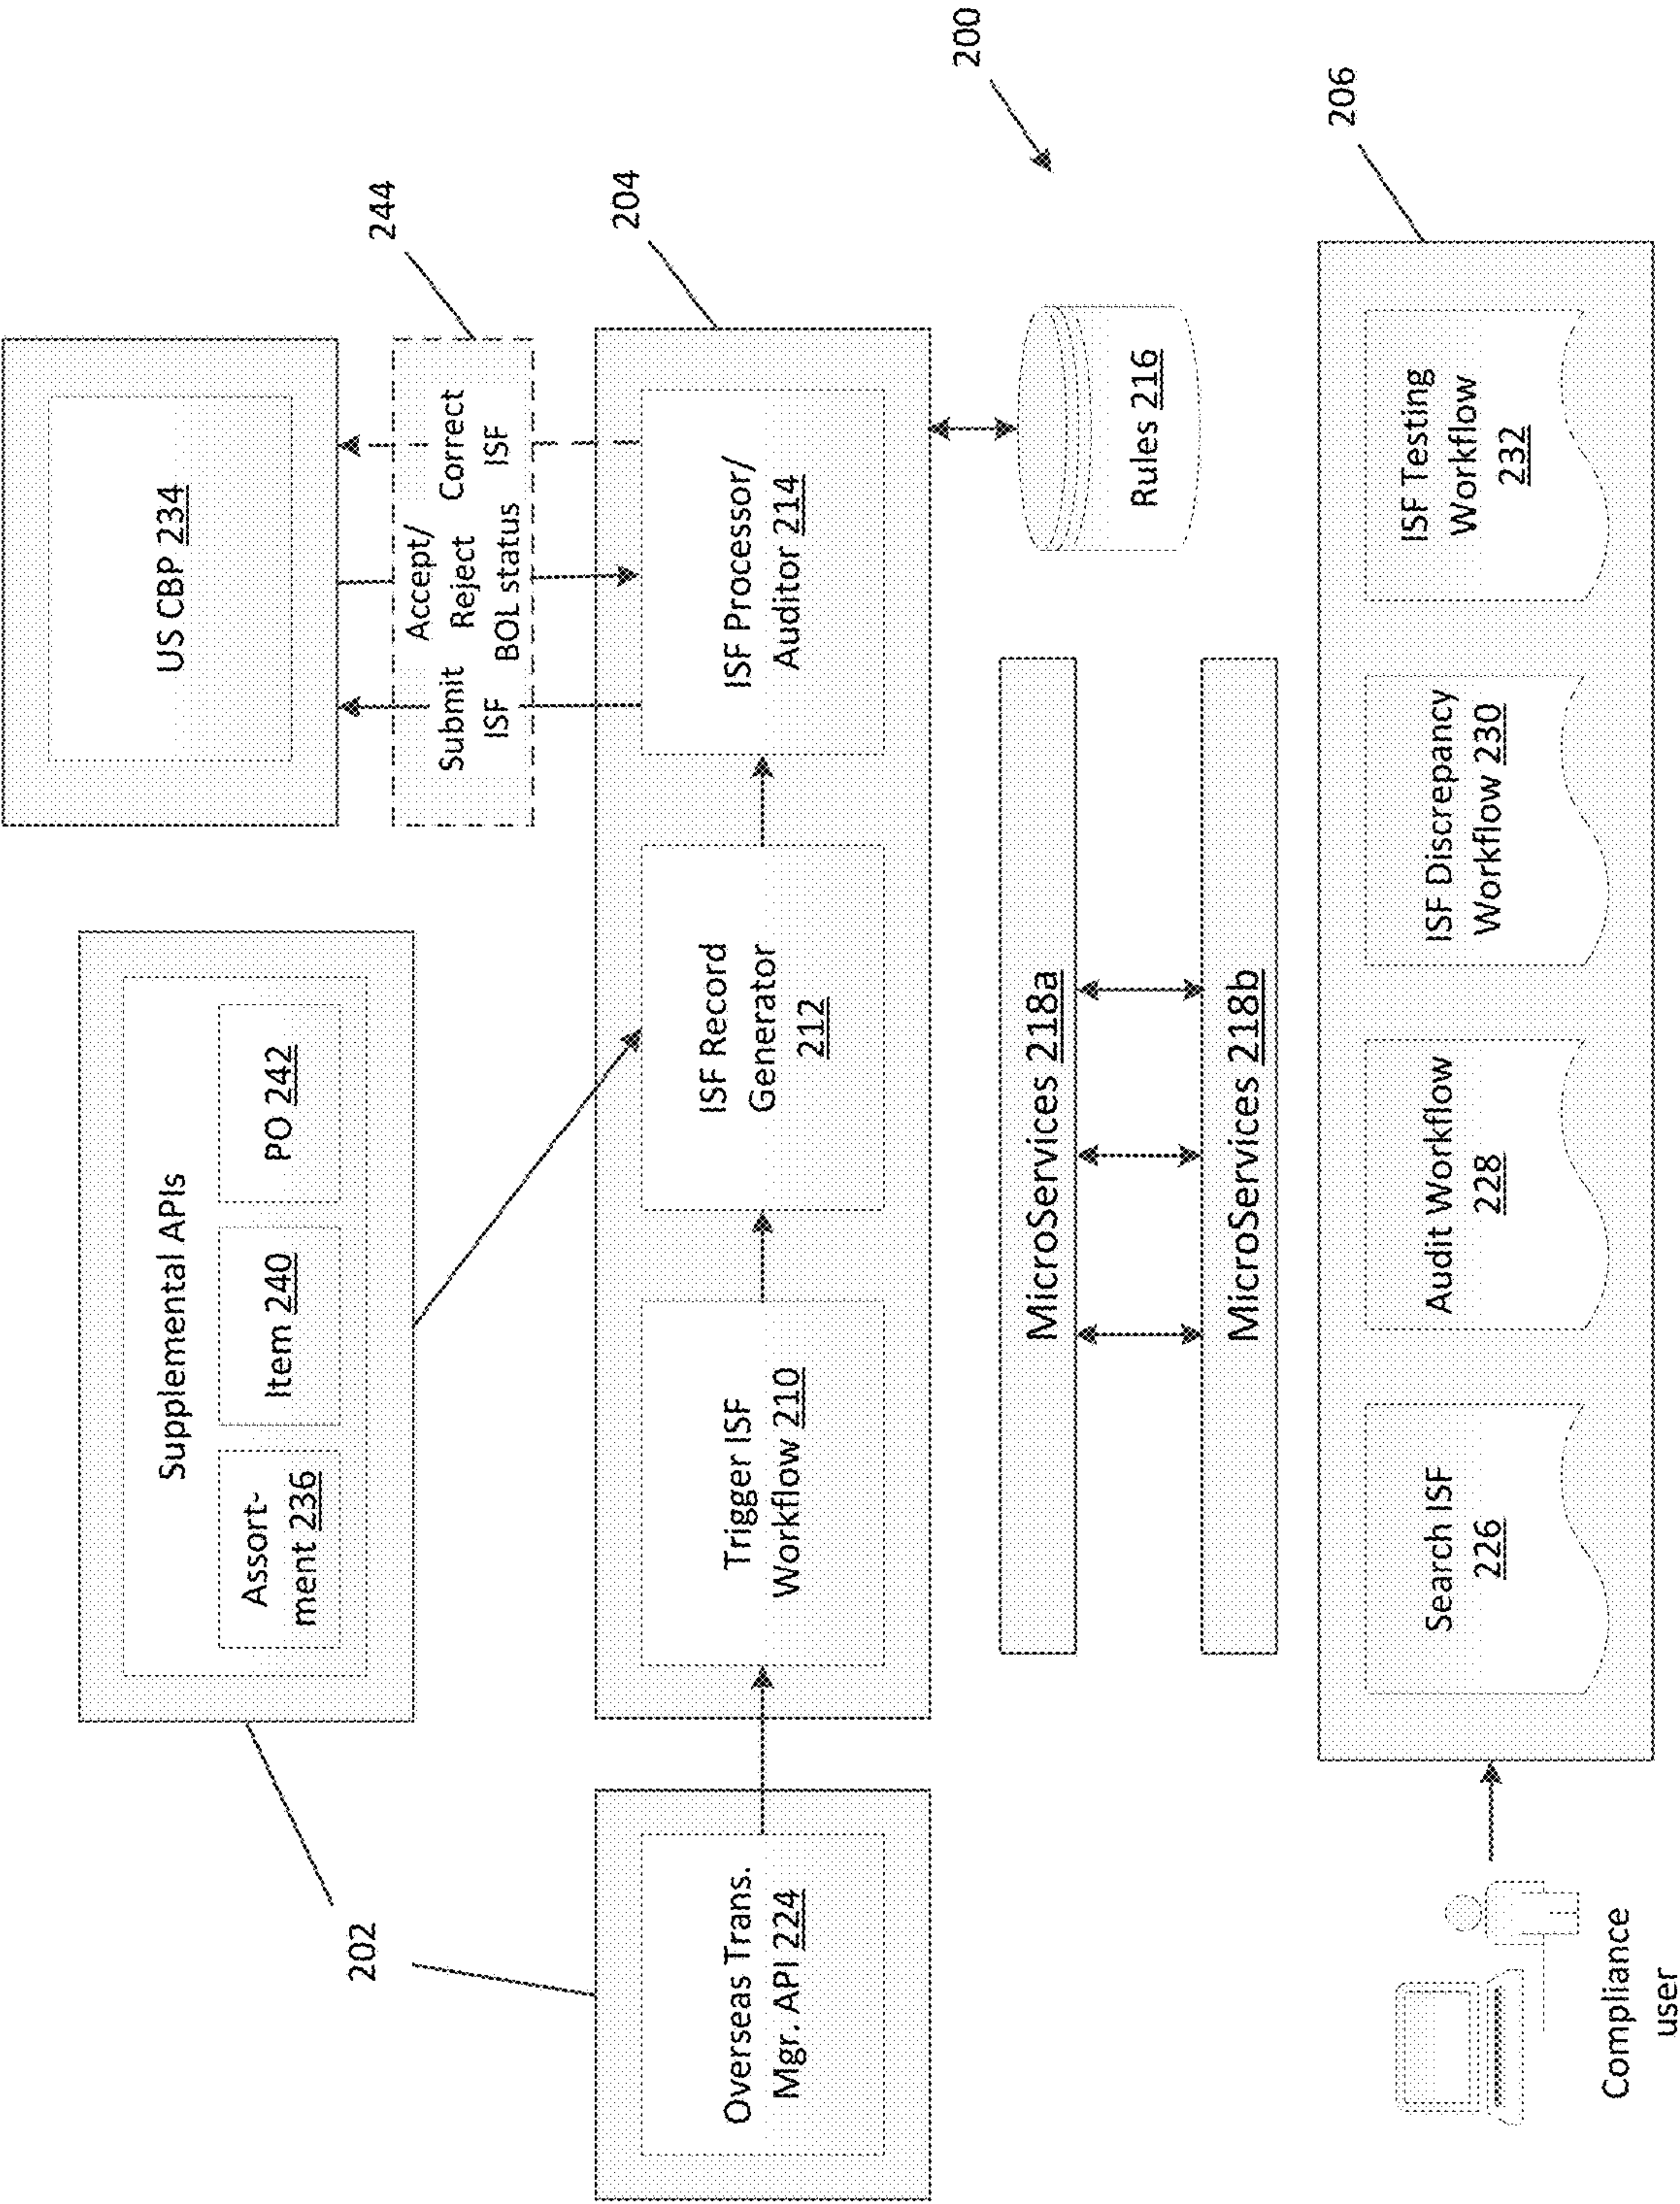 Supplemental APIs
Assort-
ment 236
Item 240
PO 242
US CBP 234
202
244
Submit
ISF
Accept/
Reject
BOL status
Correct
ISF
204
Overseas Trans.
Mgr. API 224
Trigger ISF
Workflow 210
ISF Record
Generator
212
ISF Processor/
Auditor 214
MicroServices 218a
Rules 216
200
MicroServices 218b
206
Compliance
user
Search ISF
226
Audit Workflow
228
ISF Discrepancy
Workflow 230
ISF Testing
Workflow
232